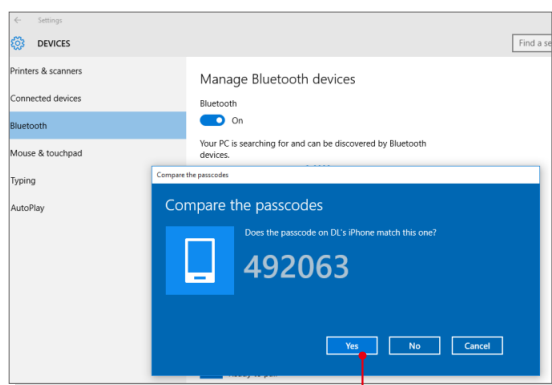 Settings
DEVICES
Find a se
Printers & scanners
Connected devices
Bluetooth
Mouse & touchpad
Typing
AutoPlay
Manage Bluetooth devices
Bluetooth
On
Your PC is searching for and can be discovered by Bluetooth
devices.
Compare the passcodes
Compare the passcodes
Does the passcode on DL's iPhone match this one?
492063
Yes
No
Cancel